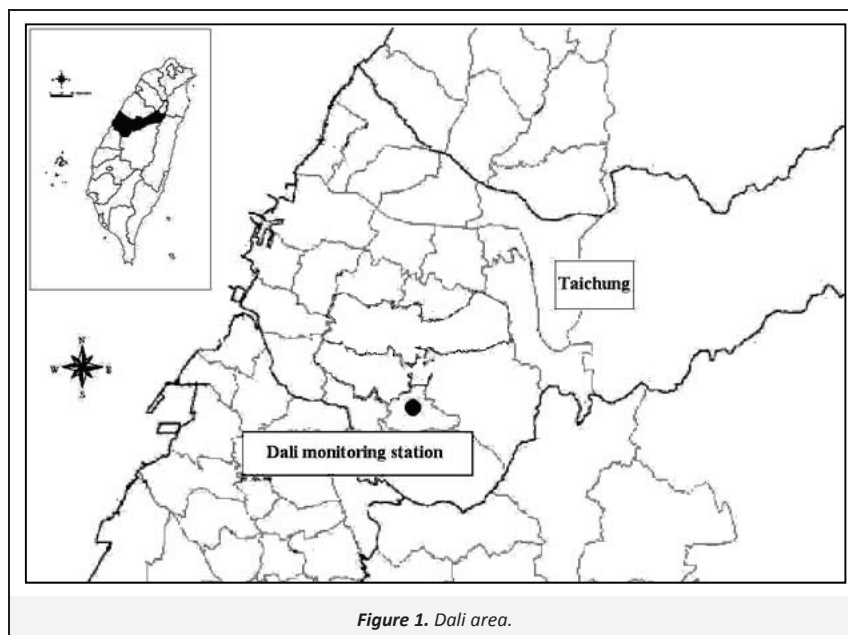 Taichung
N
W
S
Dali monitoring station
Figure 1. Dali area.